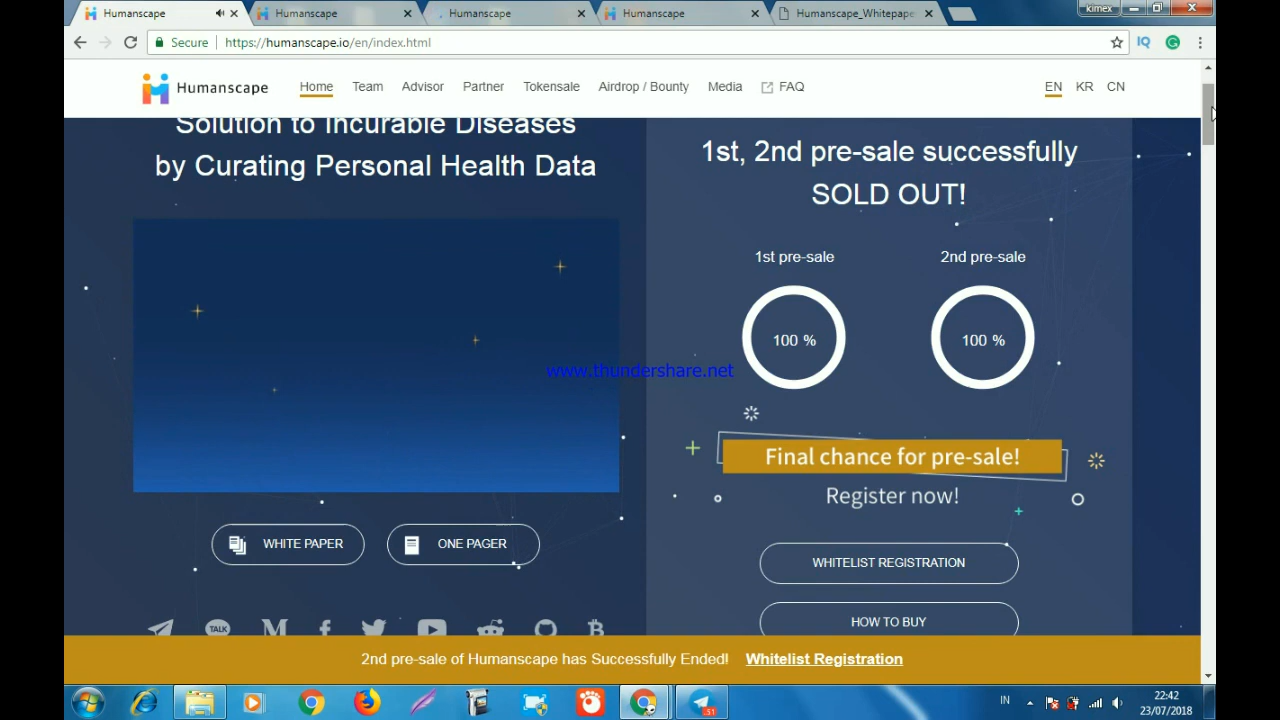 Humanscape
Humanscape
Humanscape
Humanscape
Humanscape_Whitepape
kimex
Secure
https://humanscape.io/en/index.html
IQ
Humanscape
Home
Team
Advisor
Partner
Tokensale
Airdrop / Bounty
Media
FAQ
EN
KR
CN
Solution to Incurable Diseases
by Curating Personal Health Data
1st, 2nd pre-sale successfully
SOLD OUT!
1st pre-sale
2nd pre-sale
100 %
100 %
www.thundershare.net
Final chance for pre-sale!
Register now!
WHITE PAPER
ONE PAGER
WHITELIST REGISTRATION
HOW TO BUY
TALK
2nd pre-sale of Humanscape has Successfully Ended! Whitelist Registration
51
IN
22:42
23/07/2018